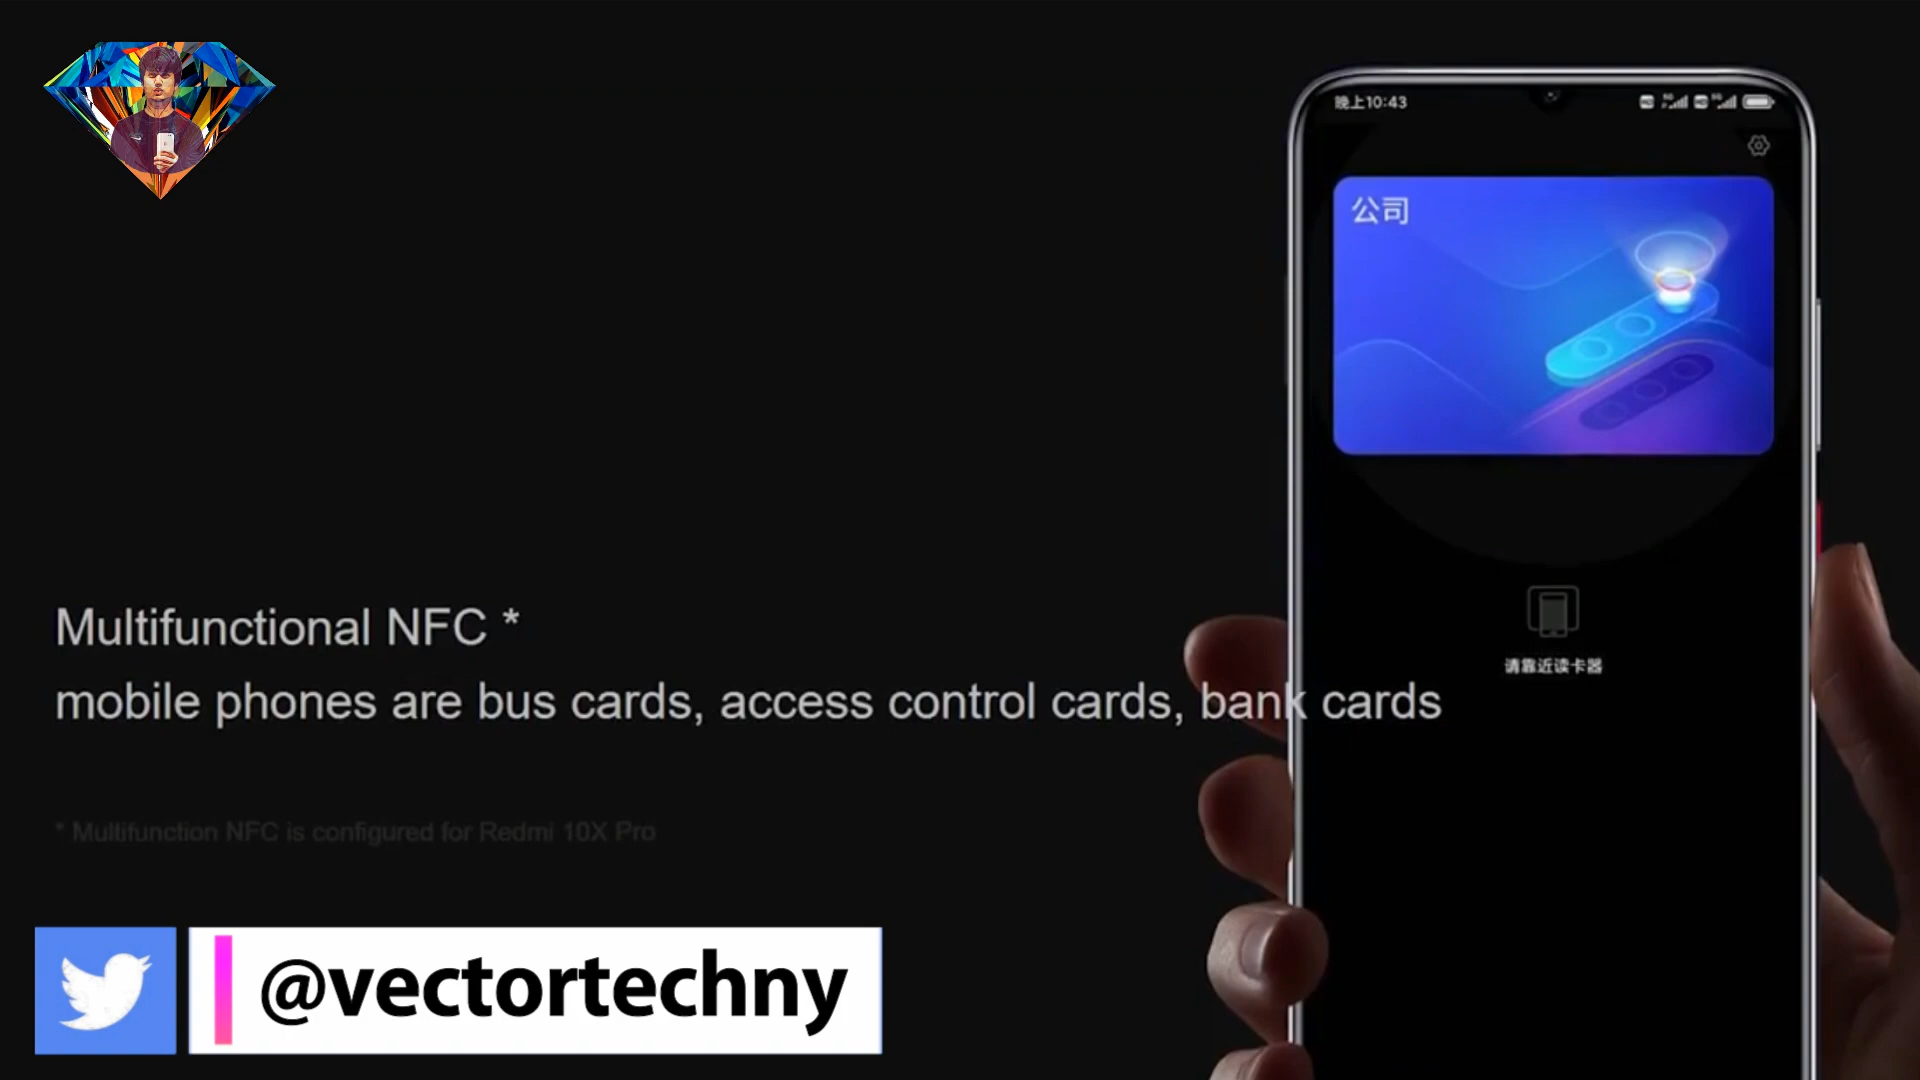 晚上10:43
公司
Multifunctional NFC *
请靠近读卡器
mobile phones are bus cards, access control cards, bank cards
* Multifunction NFC is configured for Redmi 10X Pro
@vectortechny